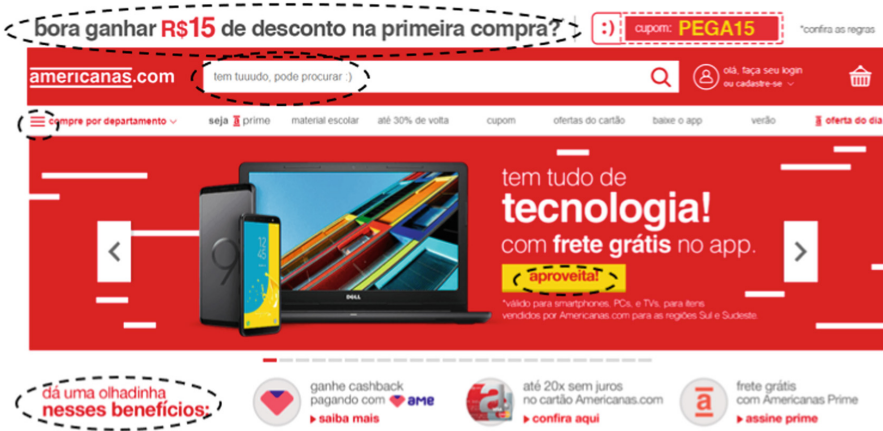 bora ganhar R$15 de desconto na primeira compra?
:) cupom: PEGA15
*confira as regras
americanas.com
tem tuuudo, pode procurar :)
olá, faça seu login
ou cadastre-se
compre por departamento
seja a prime
material escolar
até 30% de volta
cupom
ofertas do cartão
baixe o app
verão
a oferta do dia
tem tudo de
tecnologia!
com frete grátis no app.
aproveita!
*válido para smartphones, PCs, e TVs, para itens
vendidos por Americanas.com para as regiões Sul e Sudeste.
9
DELL
dá uma olhadinha
nesses benefícios:
ganhe cashback
pagando com ame
saiba mais
até 20x sem juros
no cartão Americanas.com
confira aqui
a
frete grátis
com Americanas Prime
assine prime